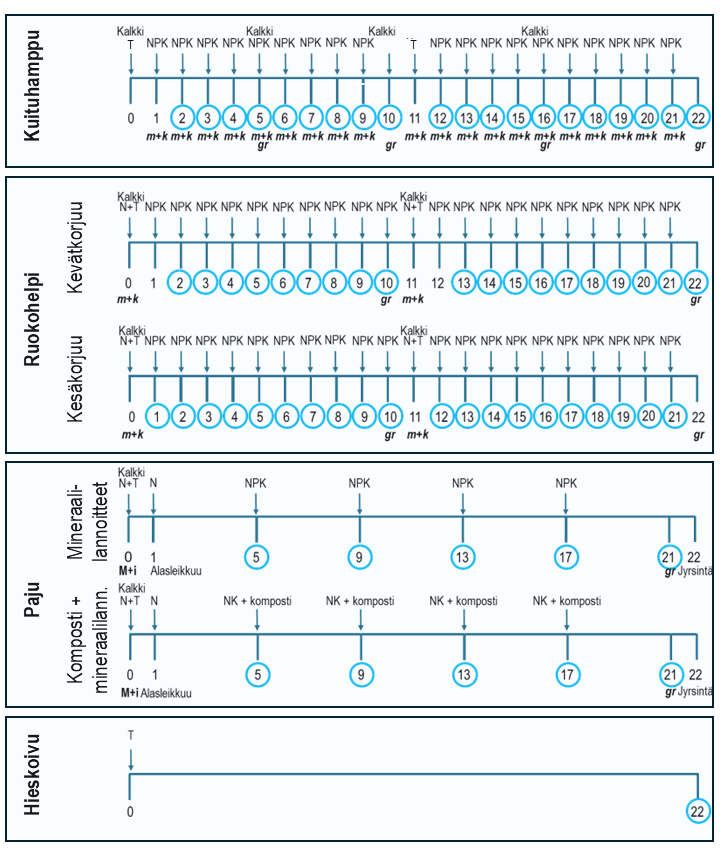 Kuituhamppu
Kalkki Kalkki Kalkki Kalkki
T NPK NPK NPK NPK NPK NPK NPK NPK NPK T NPK NPK NPK NPK NPK NPK NPK NPK NPK NPK
0 1 2 3 4 5 6 7 8 9 10 11 12 13 14 15 16 17 18 19 20 21 22
m+k m+k m+k m+k m+k m+k m+k m+k m+k m+k m+k m+k m+k m+k m+k m+k m+k m+k m+k m+k
gr gr gr gr
Ruokohelpi
Kevätkorjuu
Kalkki Kalkki
N+T NPK NPK NPK NPK NPK NPK NPK NPK NPK NPK N+T NPK NPK NPK NPK NPK NPK NPK NPK NPK NPK
0 1 2 3 4 5 6 7 8 9 10 11 12 13 14 15 16 17 18 19 20 21 22
m+k gr m+k gr
Kesäkorjuu
Kalkki Kalkki
N+T NPK NPK NPK NPK NPK NPK NPK NPK NPK NPK N+T NPK NPK NPK NPK NPK NPK NPK NPK NPK NPK
0 1 2 3 4 5 6 7 8 9 10 11 12 13 14 15 16 17 18 19 20 21 22
m+k gr m+k gr
Paju
Mineraali-
lannoitteet
Kalkki
N+T N NPK NPK NPK NPK
0 1 5 9 13 17 21 22
M+i Alasleikkuu gr Jyrsintä
Komposti +
mineraalilann.
Kalkki
N+T N NK + komposti NK + komposti NK + komposti NK + komposti
0 1 5 9 13 17 21 22
M+i Alasleikkuu gr Jyrsintä
Hieskoivu
T
0 22